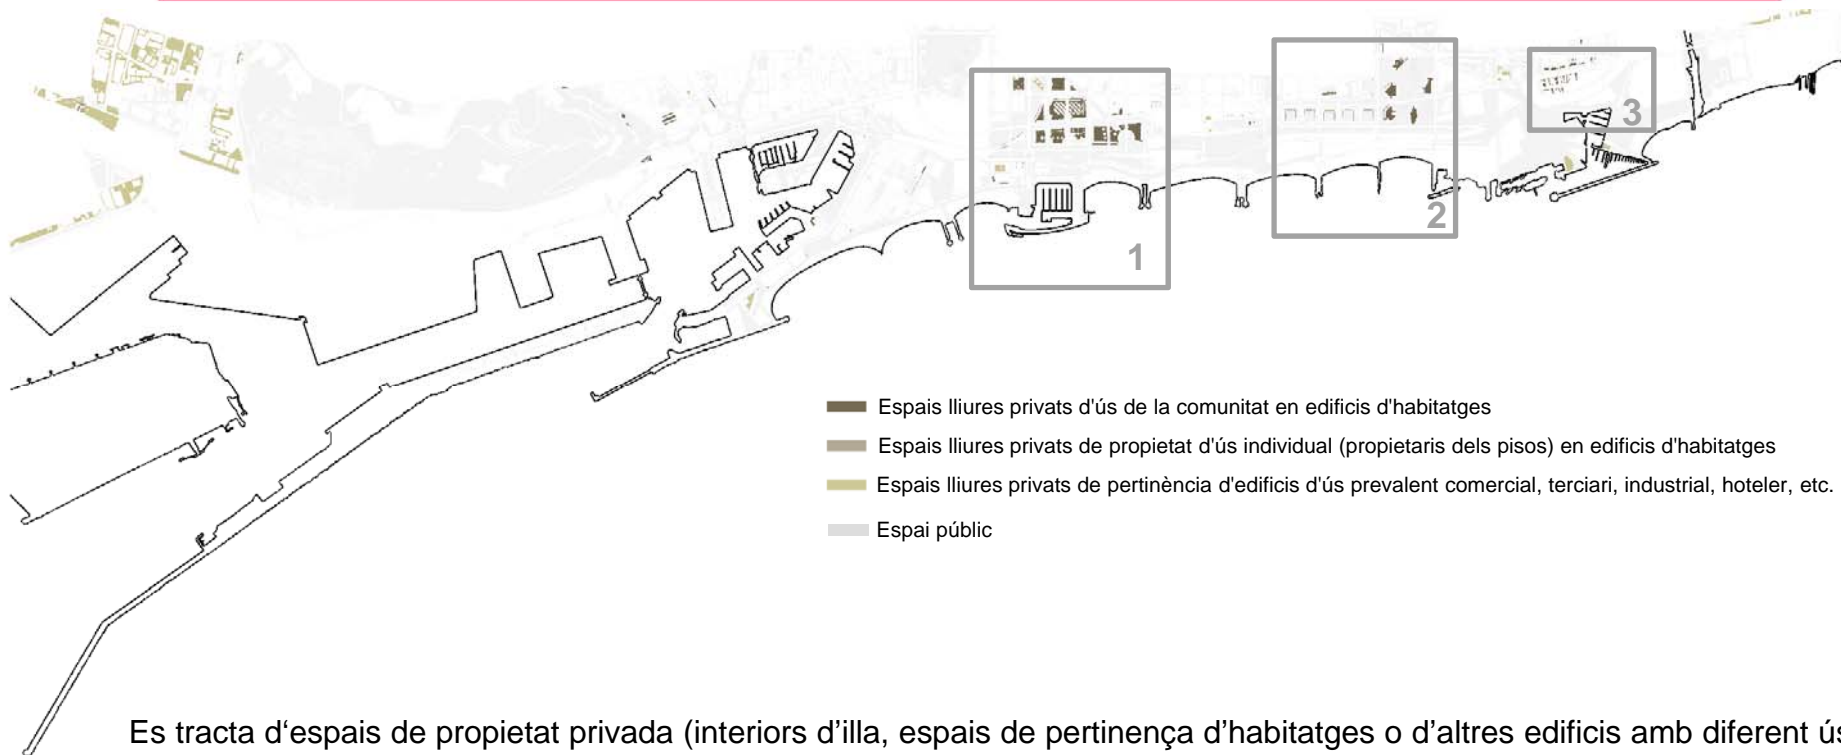 3
2
1
Espais lliures privats d'ús de la comunitat en edificis d'habitatges
Espais lliures privats de propietat d'ús individual (propietaris dels pisos) en edificis d'habitatges
Espais lliures privats de pertinència d'edificis d'ús prevalent comercial, terciari, industrial, hoteler, etc.
Espai públic
Es tracta d‘espais de propietat privada (interiors d’illa, espais de pertinença d’habitatges o d’altres edificis amb diferent ús